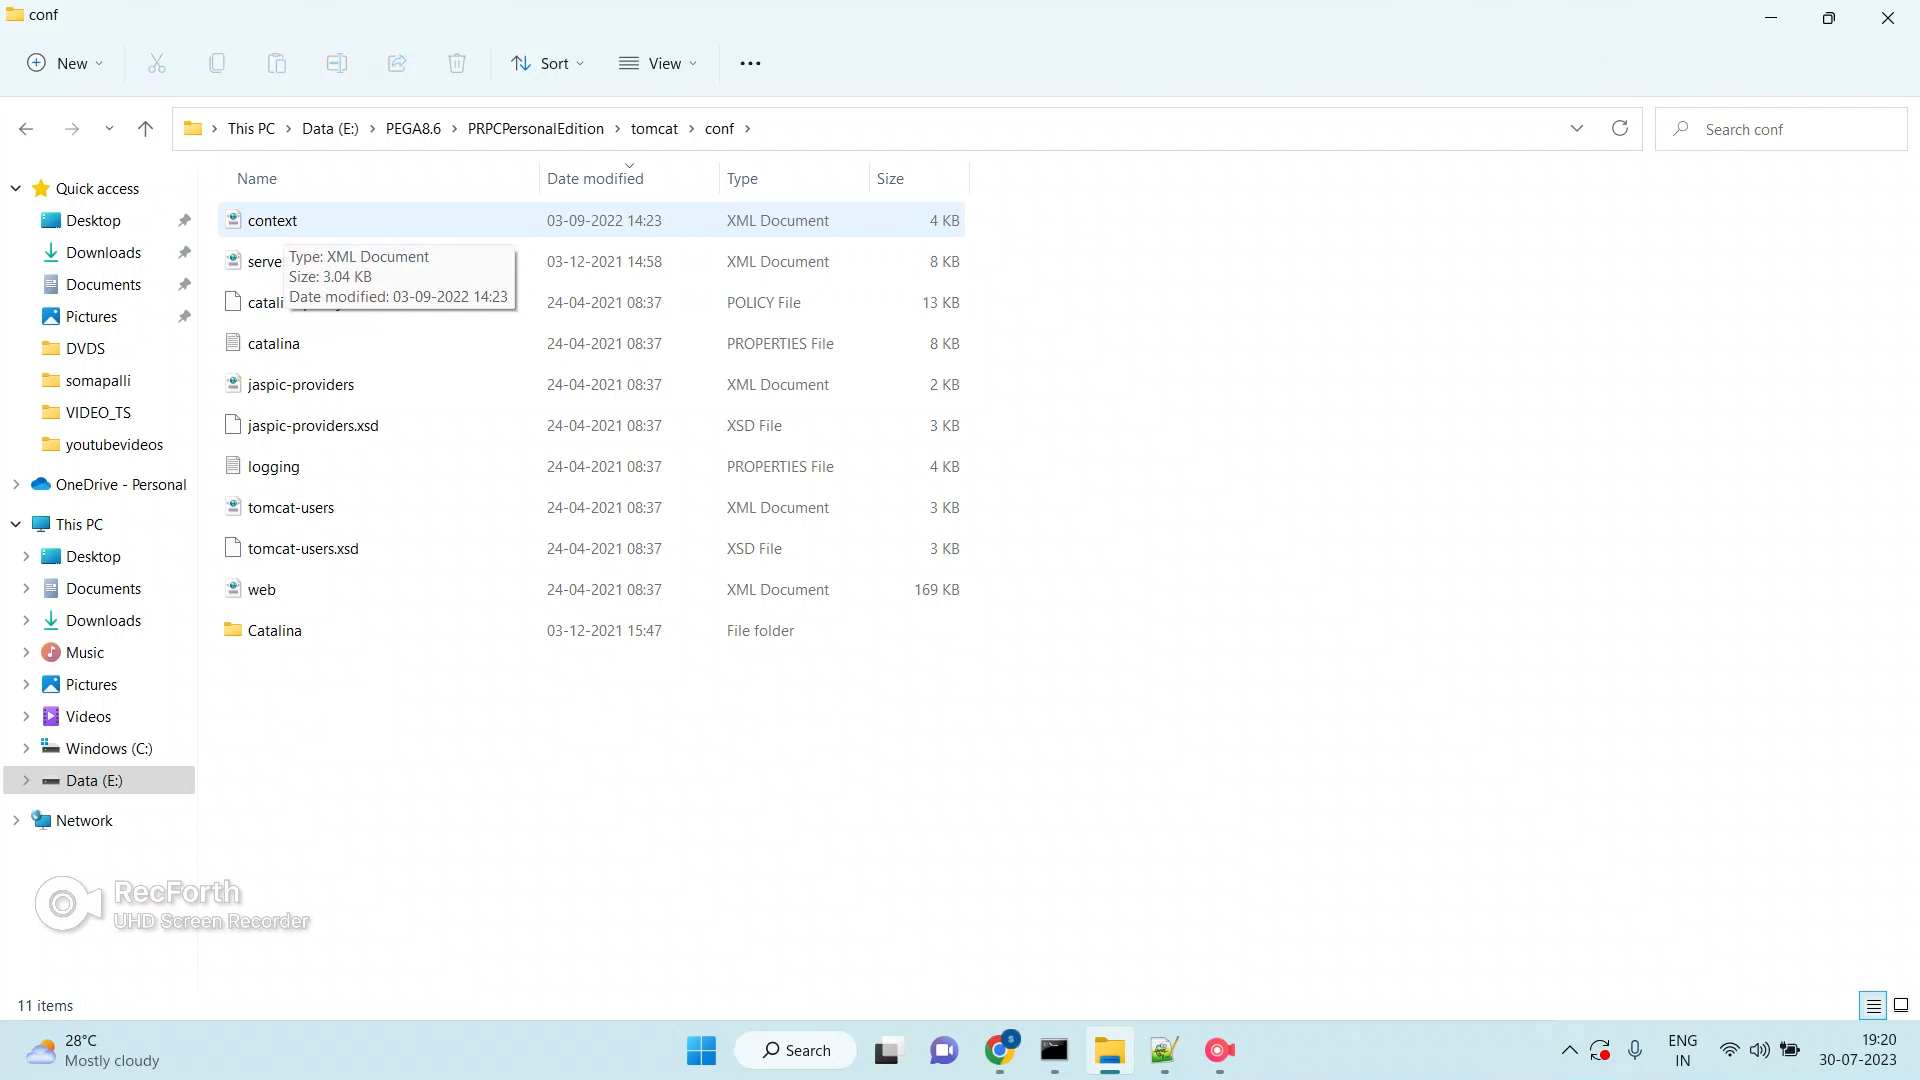 conf
New
Sort
View
This PC
Data (E:)
PEGA8.6
PRPCPersonalEdition
tomcat
conf
Search conf
Name
Date modified
Type
Size
Quick access
Desktop
Downloads
Documents
Pictures
DVDS
somapalli
VIDEO_TS
youtubevideos
OneDrive - Personal
This PC
Desktop
Documents
Downloads
Music
Pictures
Videos
Windows (C:)
Data (E:)
Network
context 03-09-2022 14:23 XML Document 4 KB
serve 03-12-2021 14:58 XML Document 8 KB
Type: XML Document
Size: 3.04 KB
Date modified: 03-09-2022 14:23
catali 24-04-2021 08:37 POLICY File 13 KB
catalina 24-04-2021 08:37 PROPERTIES File 8 KB
jaspic-providers 24-04-2021 08:37 XML Document 2 KB
jaspic-providers.xsd 24-04-2021 08:37 XSD File 3 KB
logging 24-04-2021 08:37 PROPERTIES File 4 KB
tomcat-users 24-04-2021 08:37 XML Document 3 KB
tomcat-users.xsd 24-04-2021 08:37 XSD File 3 KB
web 24-04-2021 08:37 XML Document 169 KB
Catalina 03-12-2021 15:47 File folder
RecForth
UHD Screen Recorder
11 items
28°C
Mostly cloudy
Search
S
ENG
IN
19:20
30-07-2023